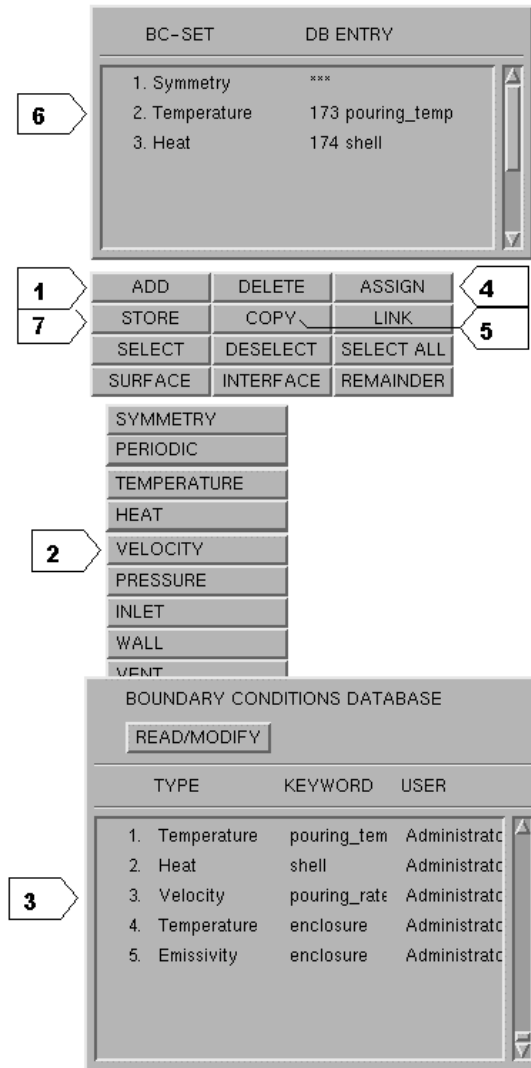 BC-SET DB ENTRY
1. Symmetry ***
2. Temperature 173 pouring_temp
3. Heat 174 shell
6
ADD DELETE ASSIGN
1
4
STORE COPY LINK
7
5
SELECT DESELECT SELECT ALL
SURFACE INTERFACE REMAINDER
SYMMETRY
PERIODIC
TEMPERATURE
HEAT
2
VELOCITY
PRESSURE
INLET
WALL
VENT
BOUNDARY CONDITIONS DATABASE
READ/MODIFY
TYPE KEYWORD USER
1. Temperature pouring_tem Administratc
2. Heat shell Administratc
3
3. Velocity pouring_rate Administratc
4. Temperature enclosure Administratc
5. Emissivity enclosure Administratc